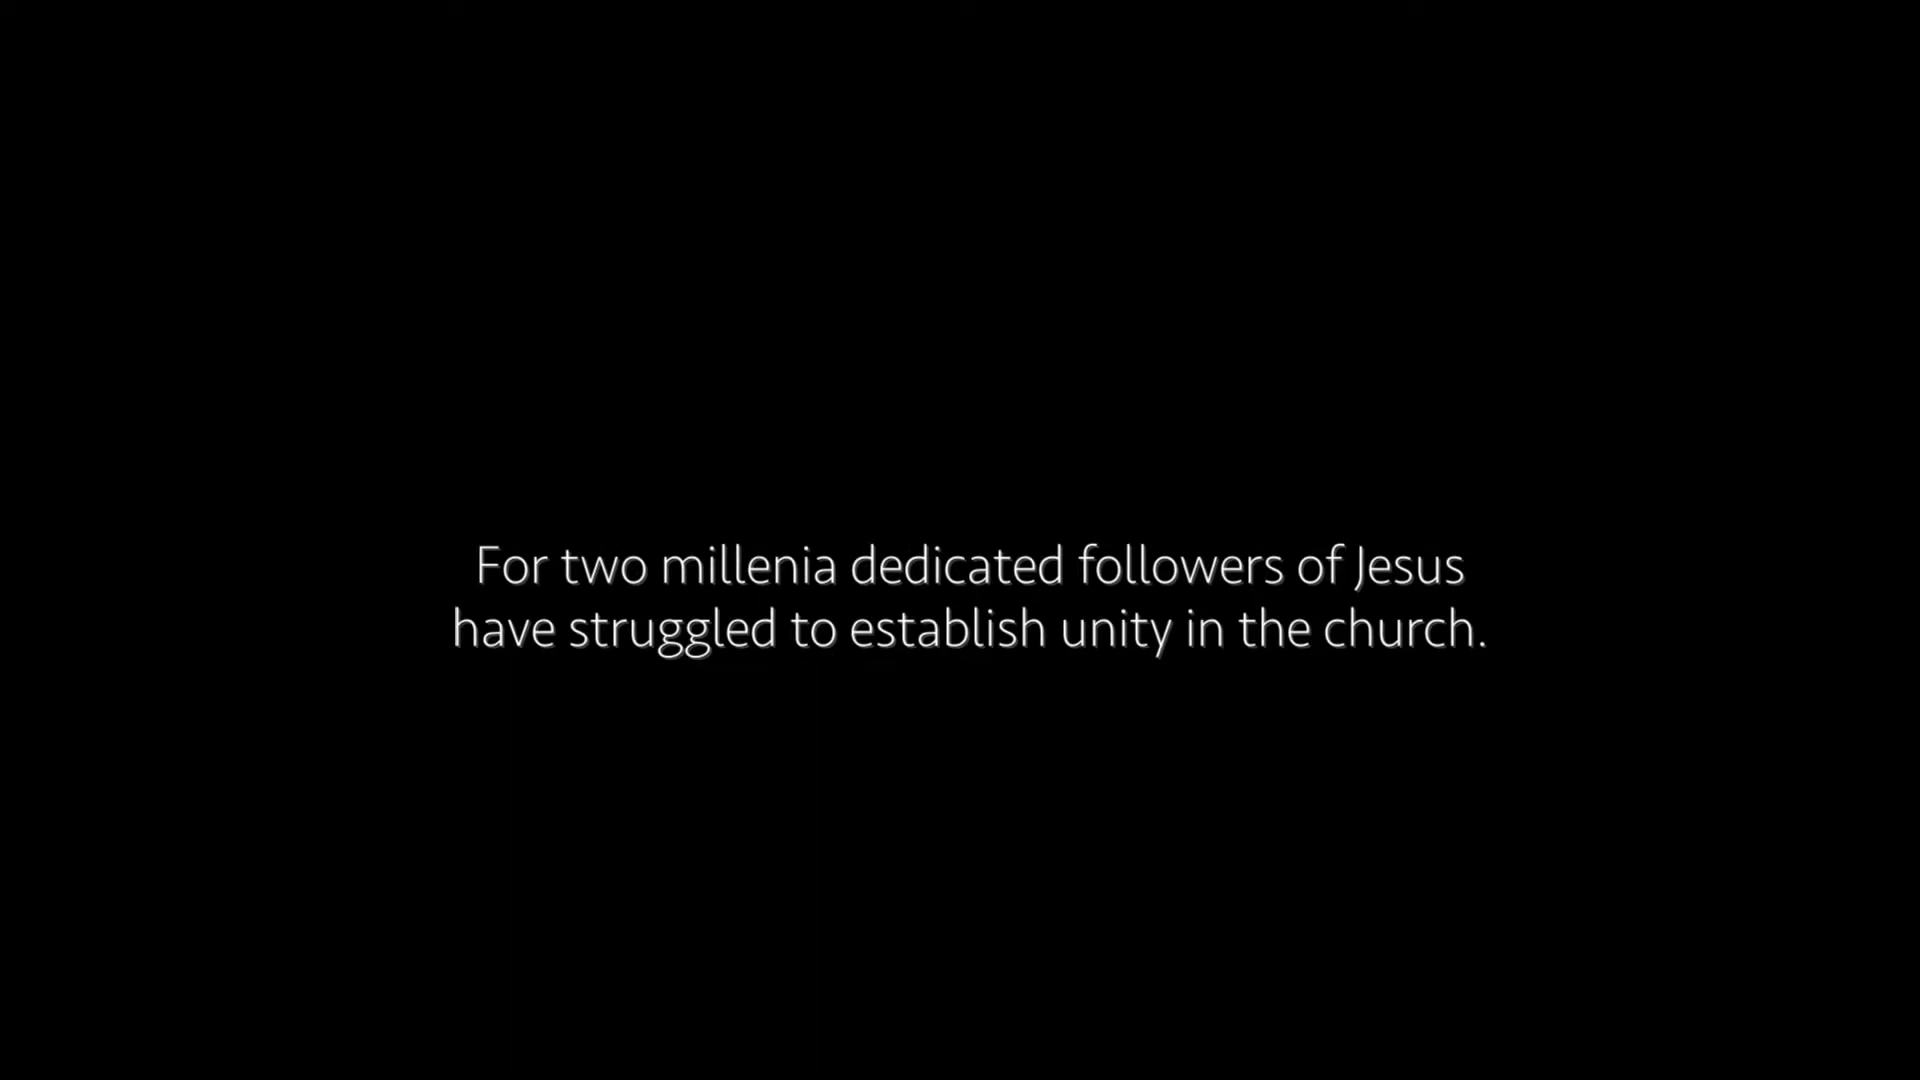 For two millenia dedicated followers of Jesus
have struggled to establish unity in the church.